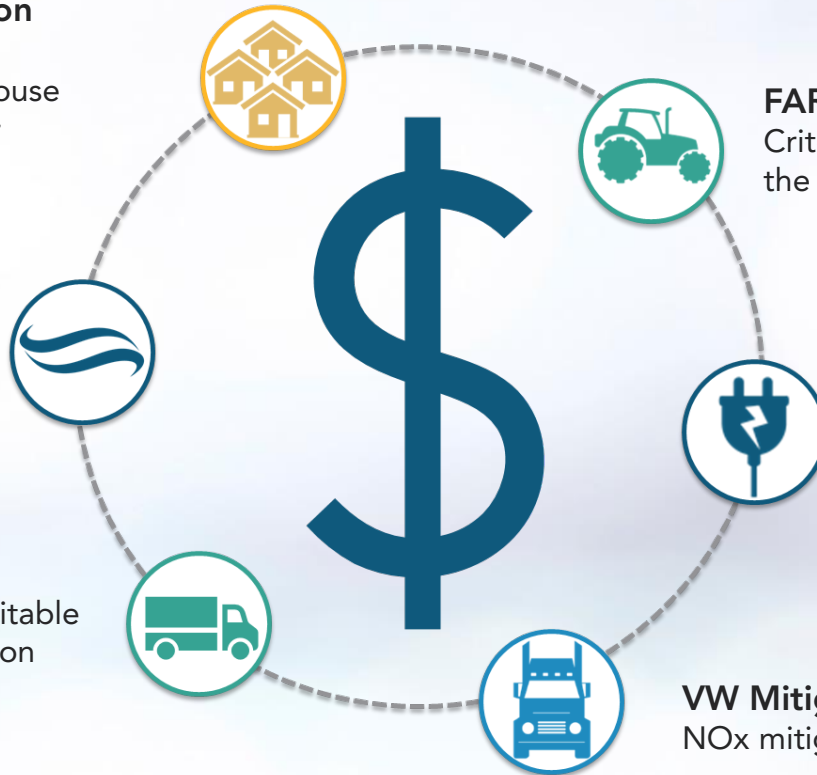 on
ouse
FAR
Crit
the
itable
on
VW Mitig
NOx mitig
$